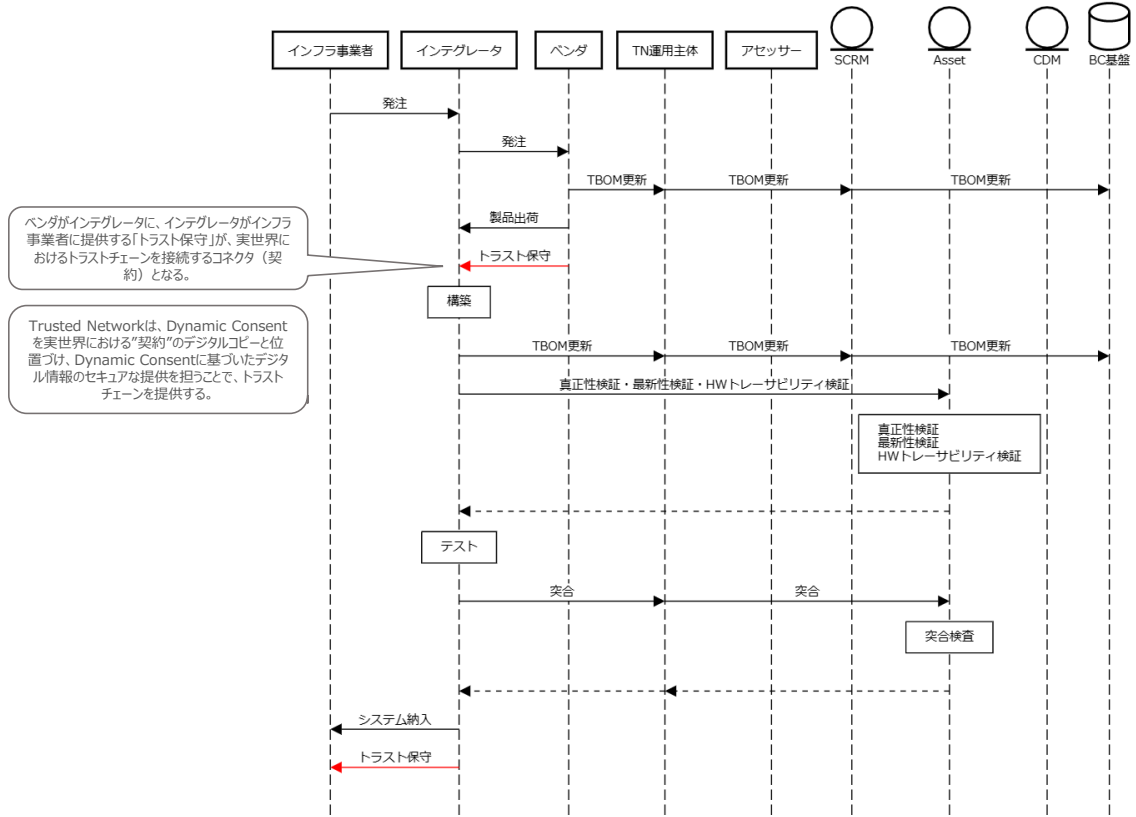 インフラ事業者
インテグレータ
ベンダ
TN運用主体
アセッサー
SCRM
Asset
CDM
BC基盤
発注
発注
TBOM更新
TBOM更新
TBOM更新
製品出荷
トラスト保守
ベンダがインテグレータに、インテグレータがインフラ
事業者に提供する「トラスト保守」が、実世界に
おけるトラストチェーンを接続するコネクタ（契
約）となる。
構築
Trusted Networkは、Dynamic Consent
を実世界における”契約”のデジタルコピーと位
置づけ、Dynamic Consentに基づいたデジタ
ル情報のセキュアな提供を担うことで、トラスト
チェーンを提供する。
TBOM更新
TBOM更新
TBOM更新
真正性検証・最新性検証・HWトレーサビリティ検証
真正性検証
最新性検証
HWトレーサビリティ検証
テスト
突合
突合
突合検査
システム納入
トラスト保守